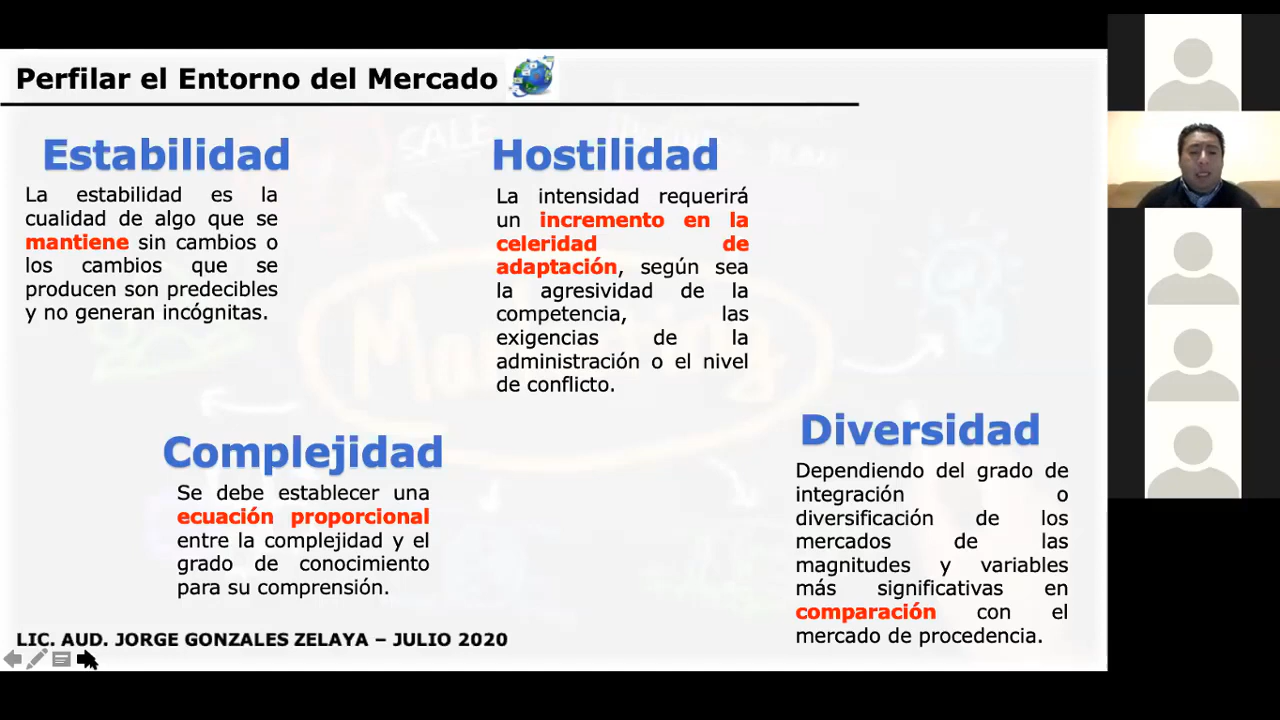 Perfilar el Entorno del Mercado
Estabilidad
La estabilidad es la
cualidad de algo que se
mantiene sin cambios o
los cambios que se
producen son predecibles
y no generan incógnitas.
Hostilidad
La intensidad requerirá
un incremento en la
celeridad de
adaptación, según sea
la agresividad de la
competencia, las
exigencias de la
administración o el nivel
de conflicto.
Complejidad
Se debe establecer una
ecuación proporcional
entre la complejidad y el
grado de conocimiento
para su comprensión.
Diversidad
Dependiendo del grado de
integración o
diversificación de los
mercados de las
magnitudes y variables
más significativas en
comparación con el
mercado de procedencia.
LIC. AUD. JORGE GONZALES ZELAYA – JULIO 2020
SALE